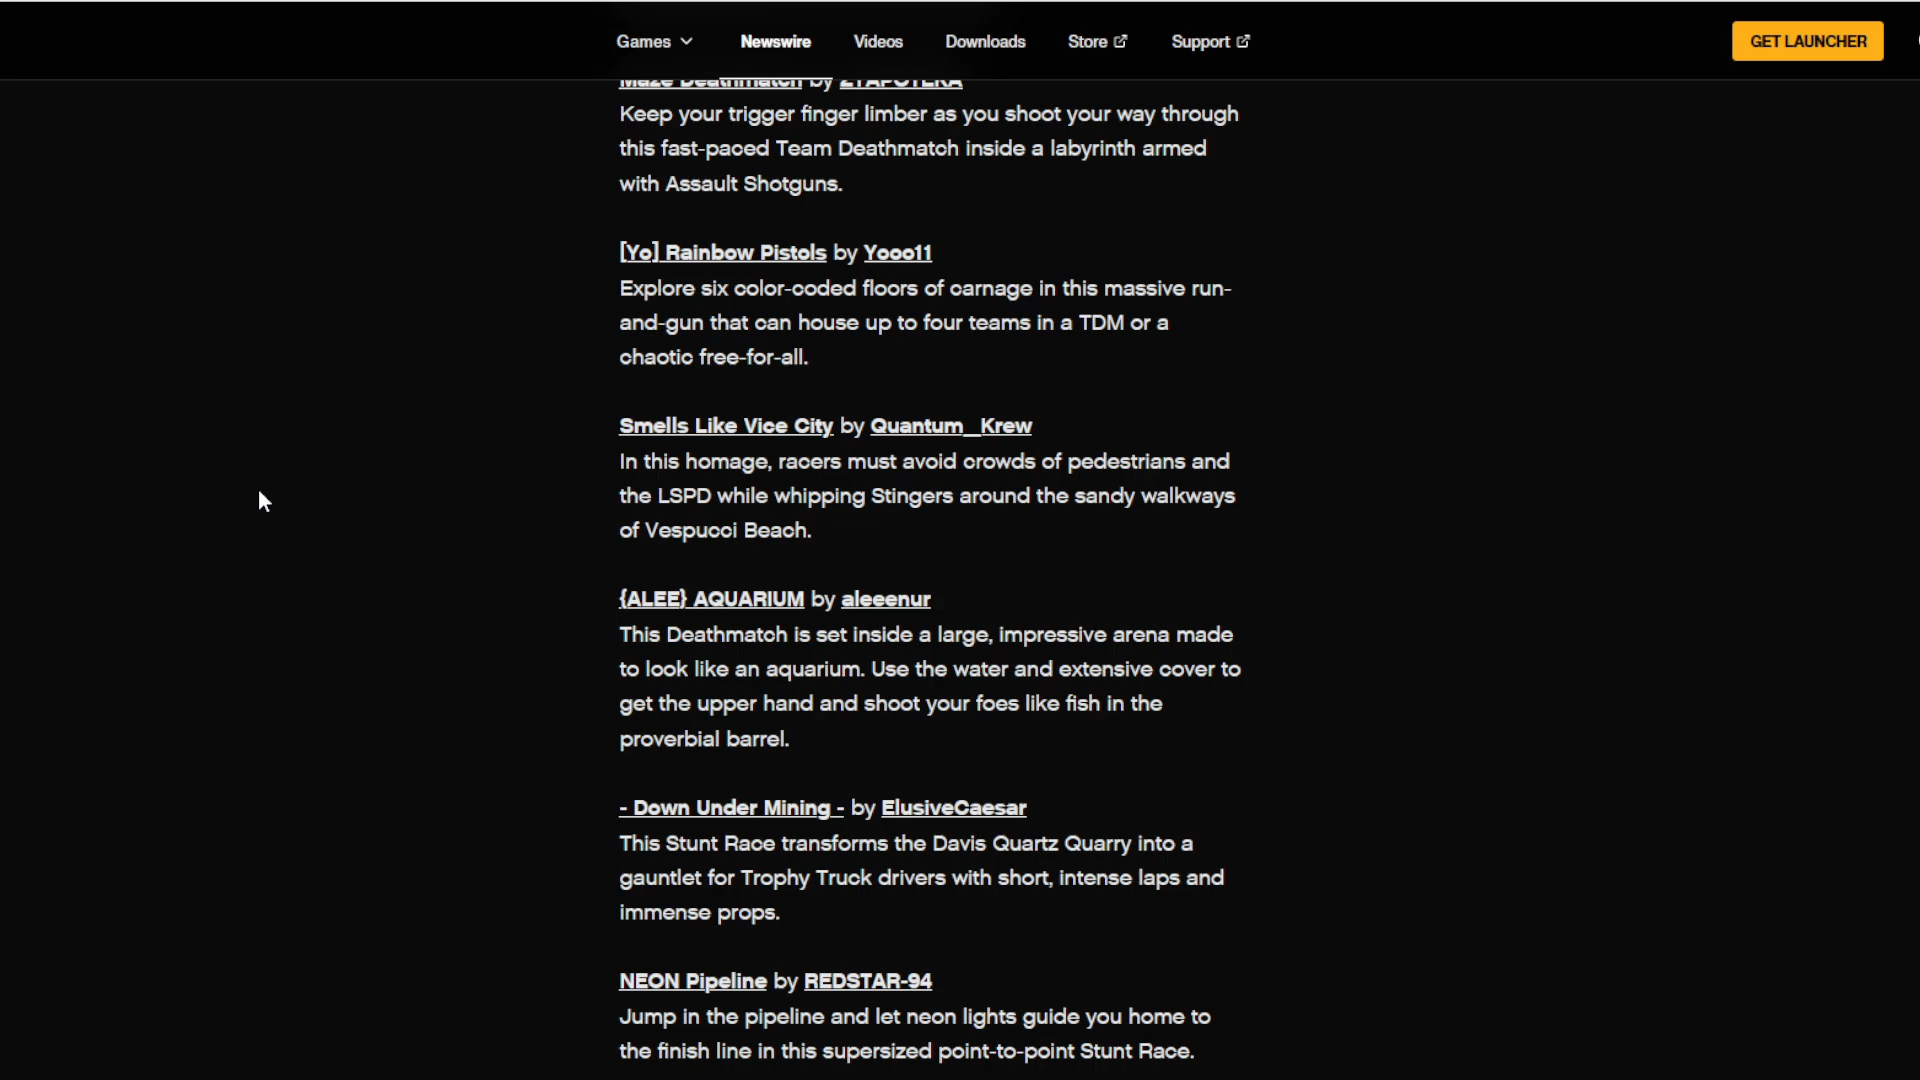 Games Newswire Videos Downloads Store Support GET LAUNCHER
Maze Deathmatch by
Keep your trigger finger limber as you shoot your way through
this fast-paced Team Deathmatch inside a labyrinth armed
with Assault Shotguns.
[Yo] Rainbow Pistols by Yooo11
Explore six color-coded floors of carnage in this massive run-
and-gun that can house up to four teams in a TDM or a
chaotic free-for-all.
Smells Like Vice City by Quantum_Krew
In this homage, racers must avoid crowds of pedestrians and
the LSPD while whipping Stingers around the sandy walkways
of Vespucci Beach.
{ALEE} AQUARIUM by aleeenur
This Deathmatch is set inside a large, impressive arena made
to look like an aquarium. Use the water and extensive cover to
get the upper hand and shoot your foes like fish in the
proverbial barrel.
- Down Under Mining - by ElusiveCaesar
This Stunt Race transforms the Davis Quartz Quarry into a
gauntlet for Trophy Truck drivers with short, intense laps and
immense props.
NEON Pipeline by REDSTAR-94
Jump in the pipeline and let neon lights guide you home to
the finish line in this supersized point-to-point Stunt Race.